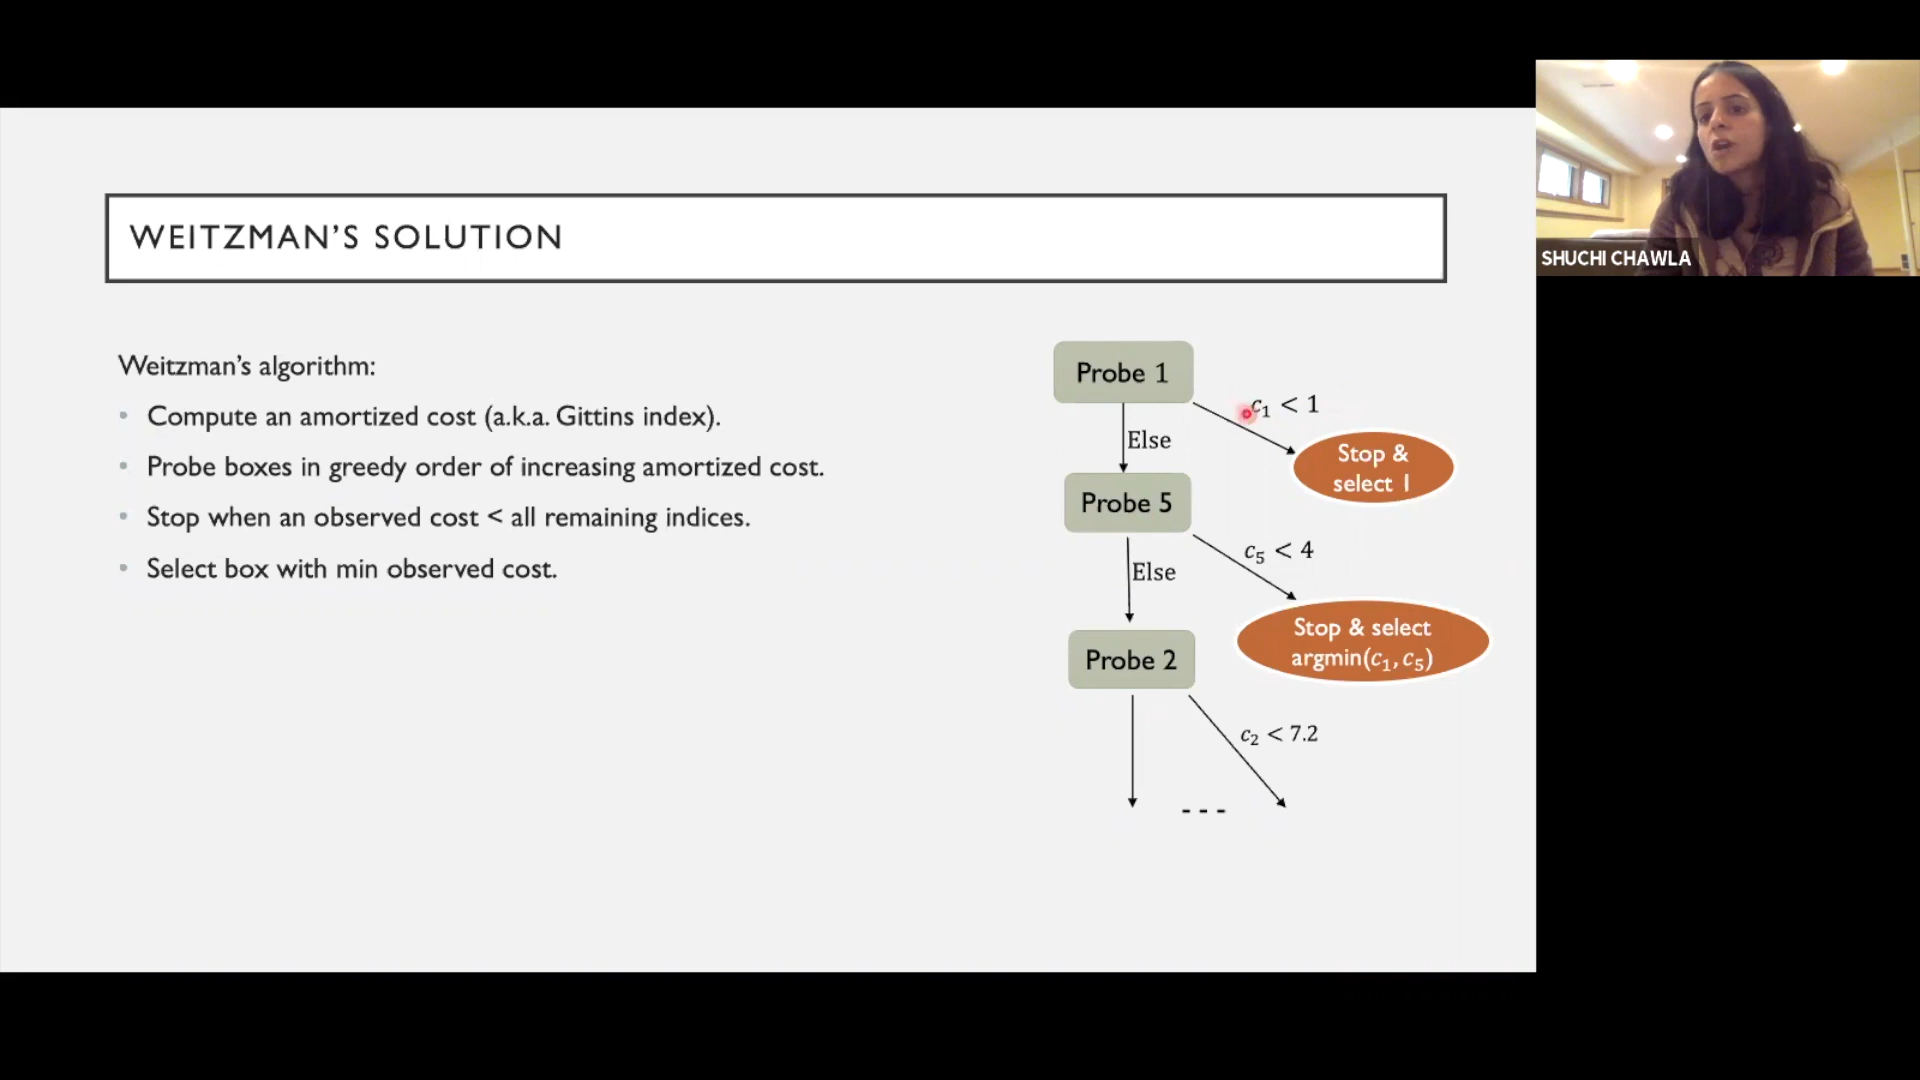 WEITZMAN'S SOLUTION
SHUCHI CHAWLA
Weitzman's algorithm:
• Compute an amortized cost (a.k.a. Gittins index).
• Probe boxes in greedy order of increasing amortized cost.
• Stop when an observed cost < all remaining indices.
• Select box with min observed cost.
Probe 1
c₁ < 1
Else
Stop &
select 1
Probe 5
c₅ < 4
Else
Stop & select
argmin(c₁, c₅)
Probe 2
c₂ < 7.2
- - -